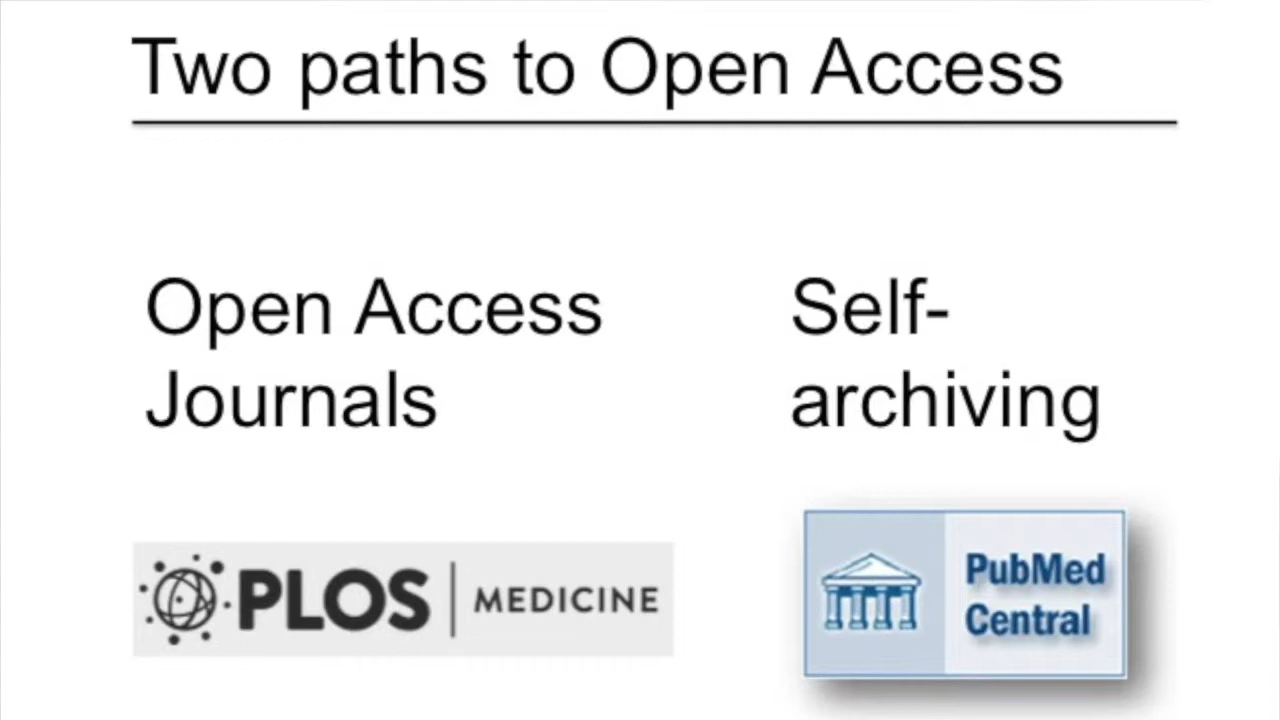 Two paths to Open Access
Open Access
Journals
Self-
archiving
PLOS MEDICINE
PubMed
Central